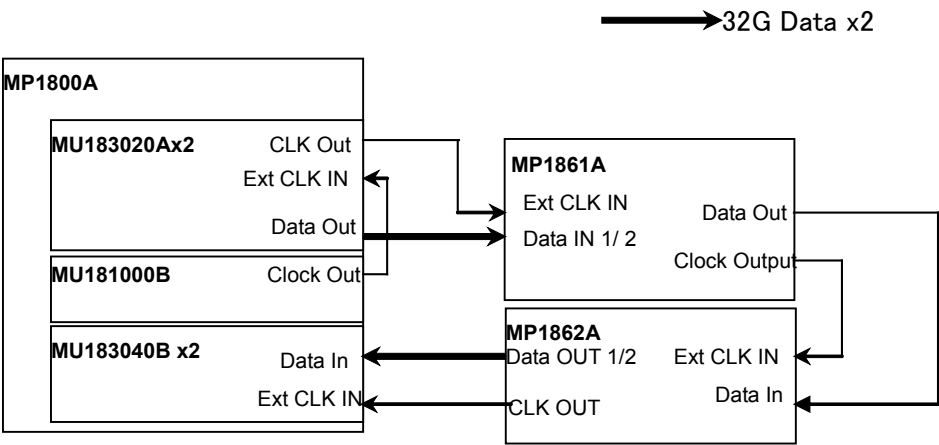 32G Data x2
MP1800A
MU183020Ax2
CLK Out
Ext CLK IN
Data Out
MU181000B
Clock Out
MU183040B x2
Data In
Ext CLK IN
MP1861A
Ext CLK IN
Data IN 1/ 2
Data Out
Clock Output
MP1862A
Data OUT 1/2
Ext CLK IN
CLK OUT
Data In